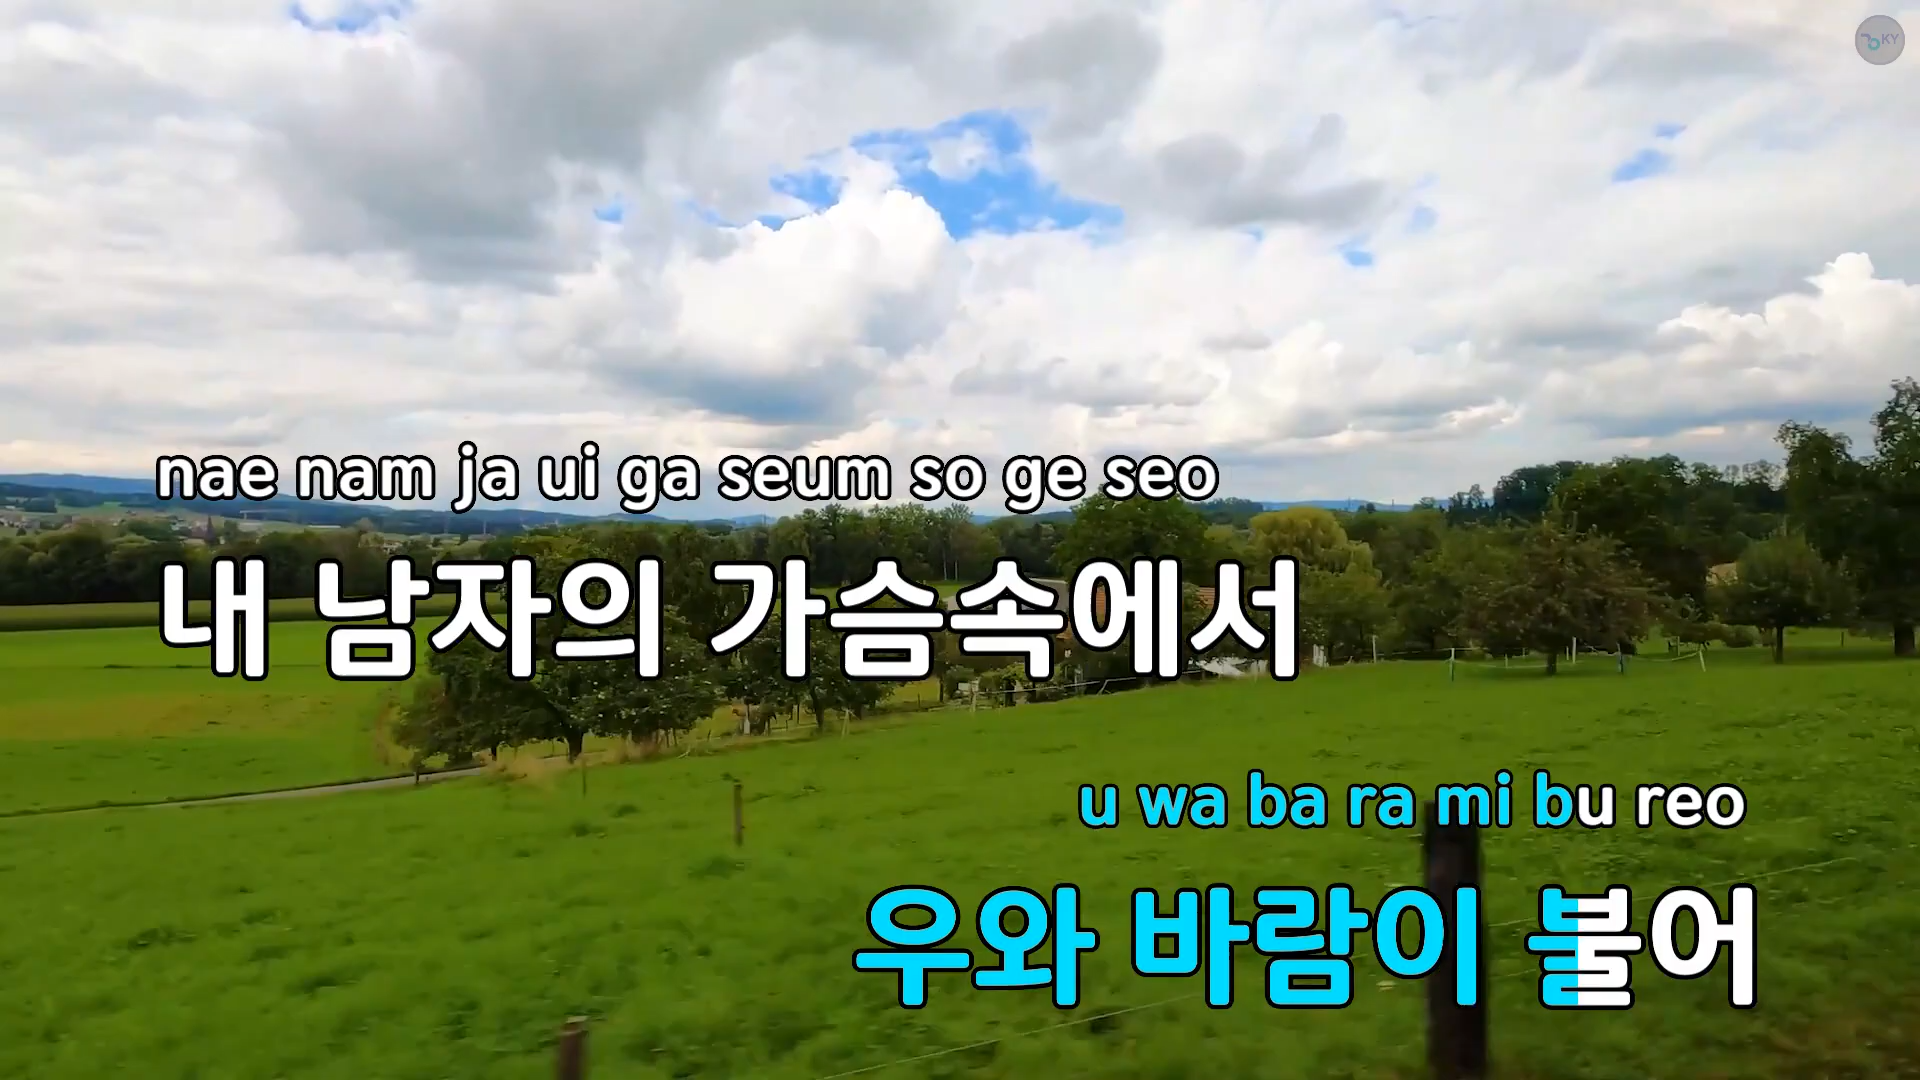 KY
nae nam ja ui ga seum so ge seo
내 남자의 가슴속에서
u wa ba ra mi bu reo
우와 바람이 불어